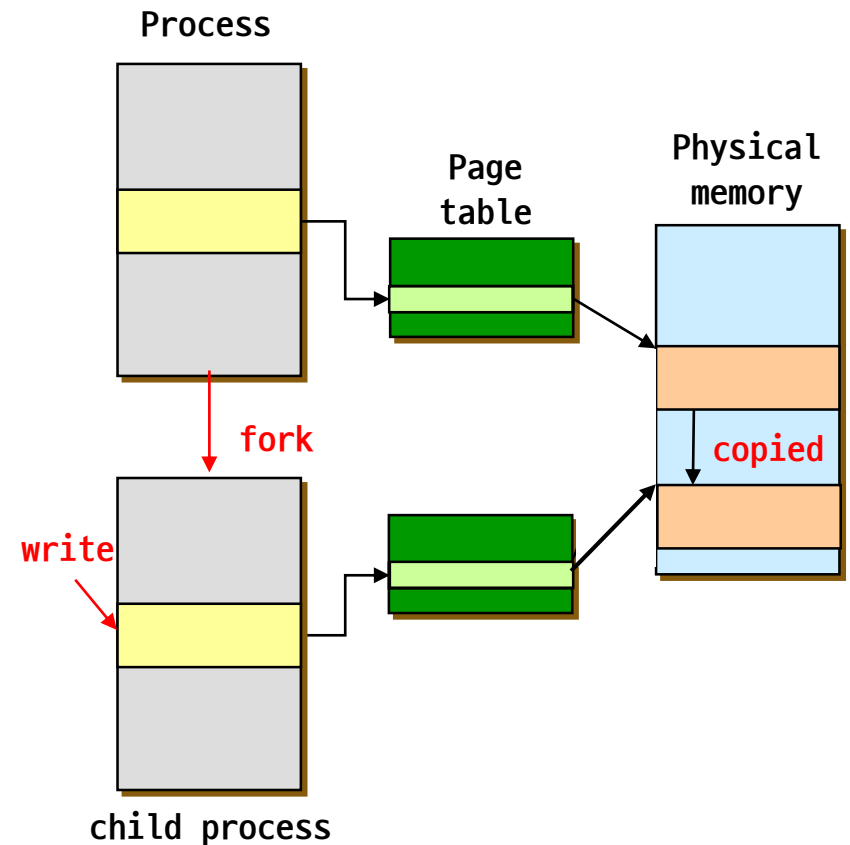 Process
Page
table
Physical
memory
fork
copied
write
child process